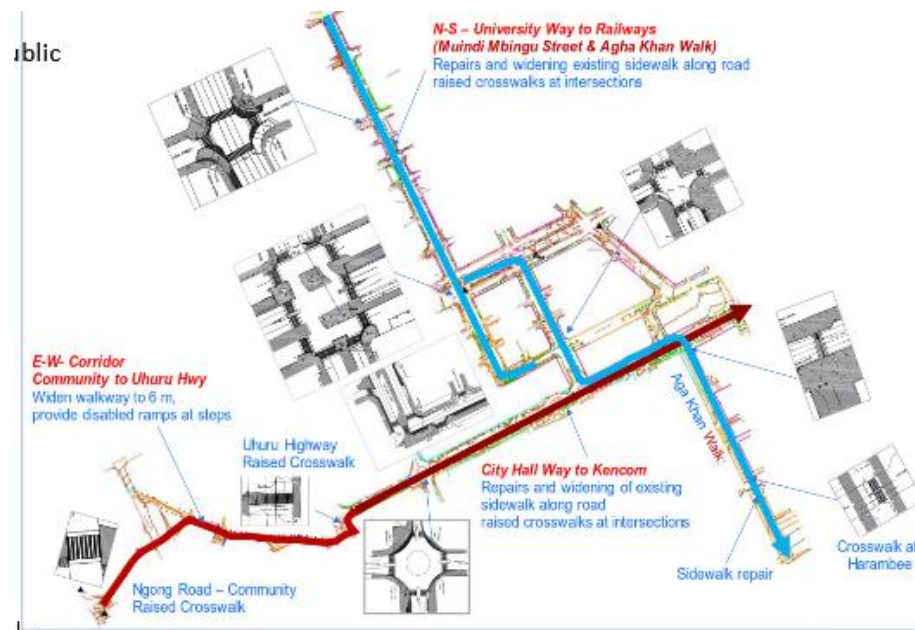 ublic
N-S – University Way to Railways
(Muindi Mbingu Street & Agha Khan Walk)
Repairs and widening existing sidewalk along road
raised crosswalks at intersections
E-W- Corridor
Community to Uhuru Hwy
Widen walkway to 6 m,
provide disabled ramps at steps
Uhuru Highway
Raised Crosswalk
City Hall Way to Kencom
Repairs and widening of existing
sidewalk along road
raised crosswalks at intersections
Aga Khan Walk
Ngong Road – Community
Raised Crosswalk
Sidewalk repair
Crosswalk at
Harambee